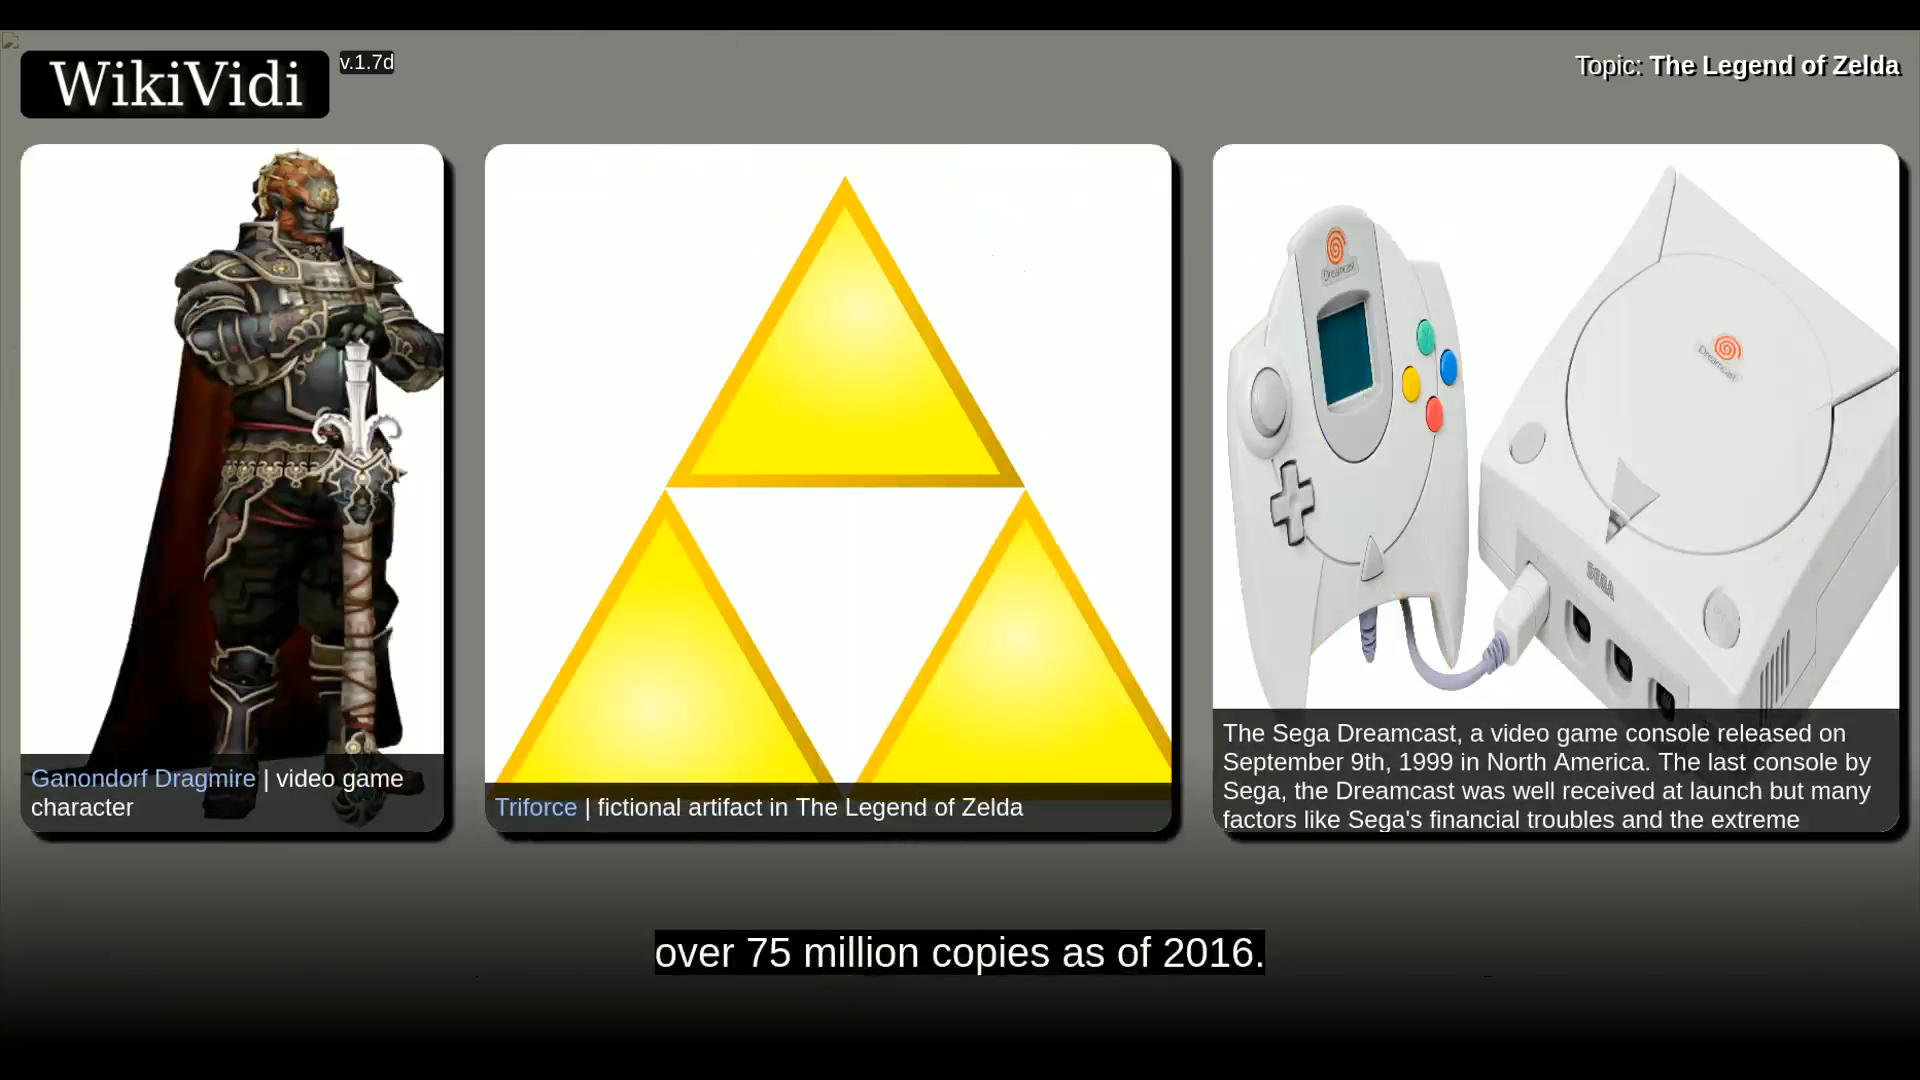 WikiVidi
v.1.7d
Topic: The Legend of Zelda
Ganondorf Dragmire | video game
character
Triforce | fictional artifact in The Legend of Zelda
Dreamcast
Dreamcast
SEGA
The Sega Dreamcast, a video game console released on
September 9th, 1999 in North America. The last console by
Sega, the Dreamcast was well received at launch but many
factors like Sega's financial troubles and the extreme
over 75 million copies as of 2016.